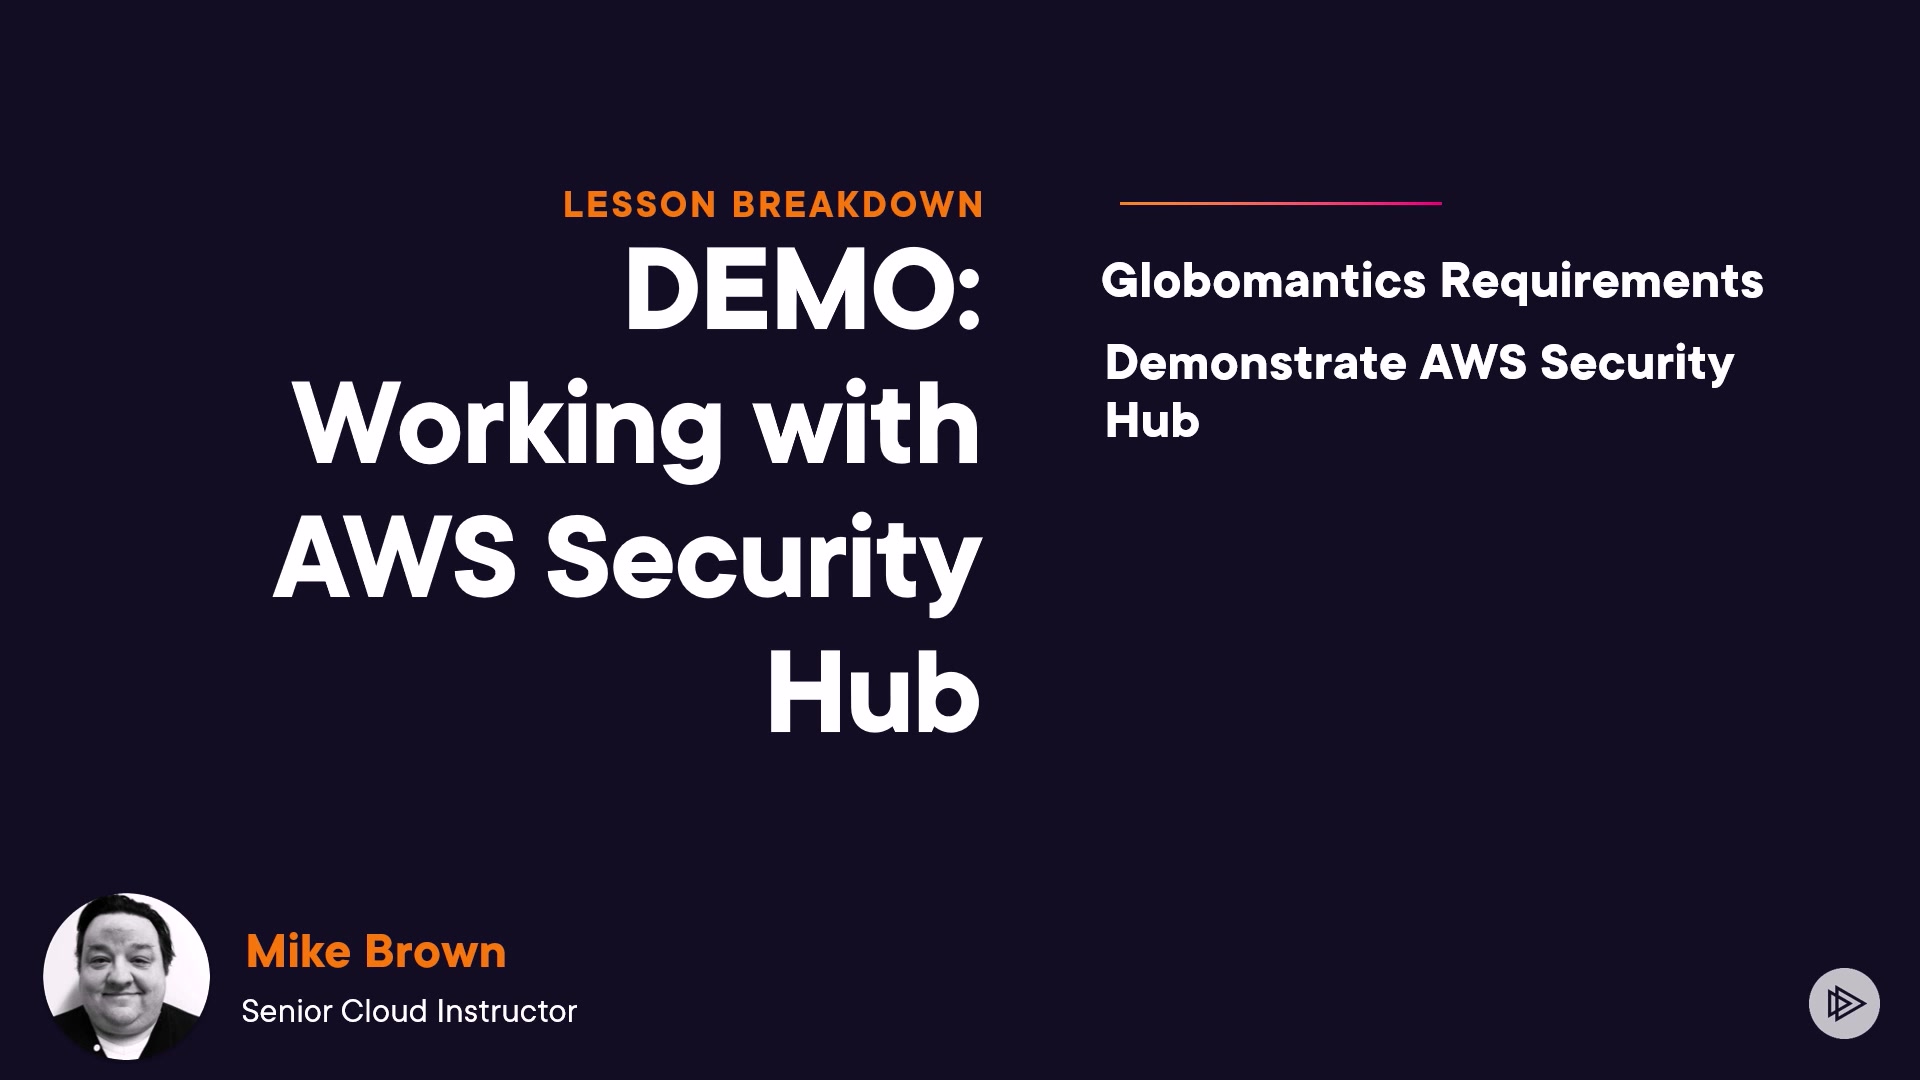 LESSON BREAKDOWN
DEMO:
Working with
AWS Security
Hub
Globomantics Requirements
Demonstrate AWS Security
Hub
Mike Brown
Senior Cloud Instructor